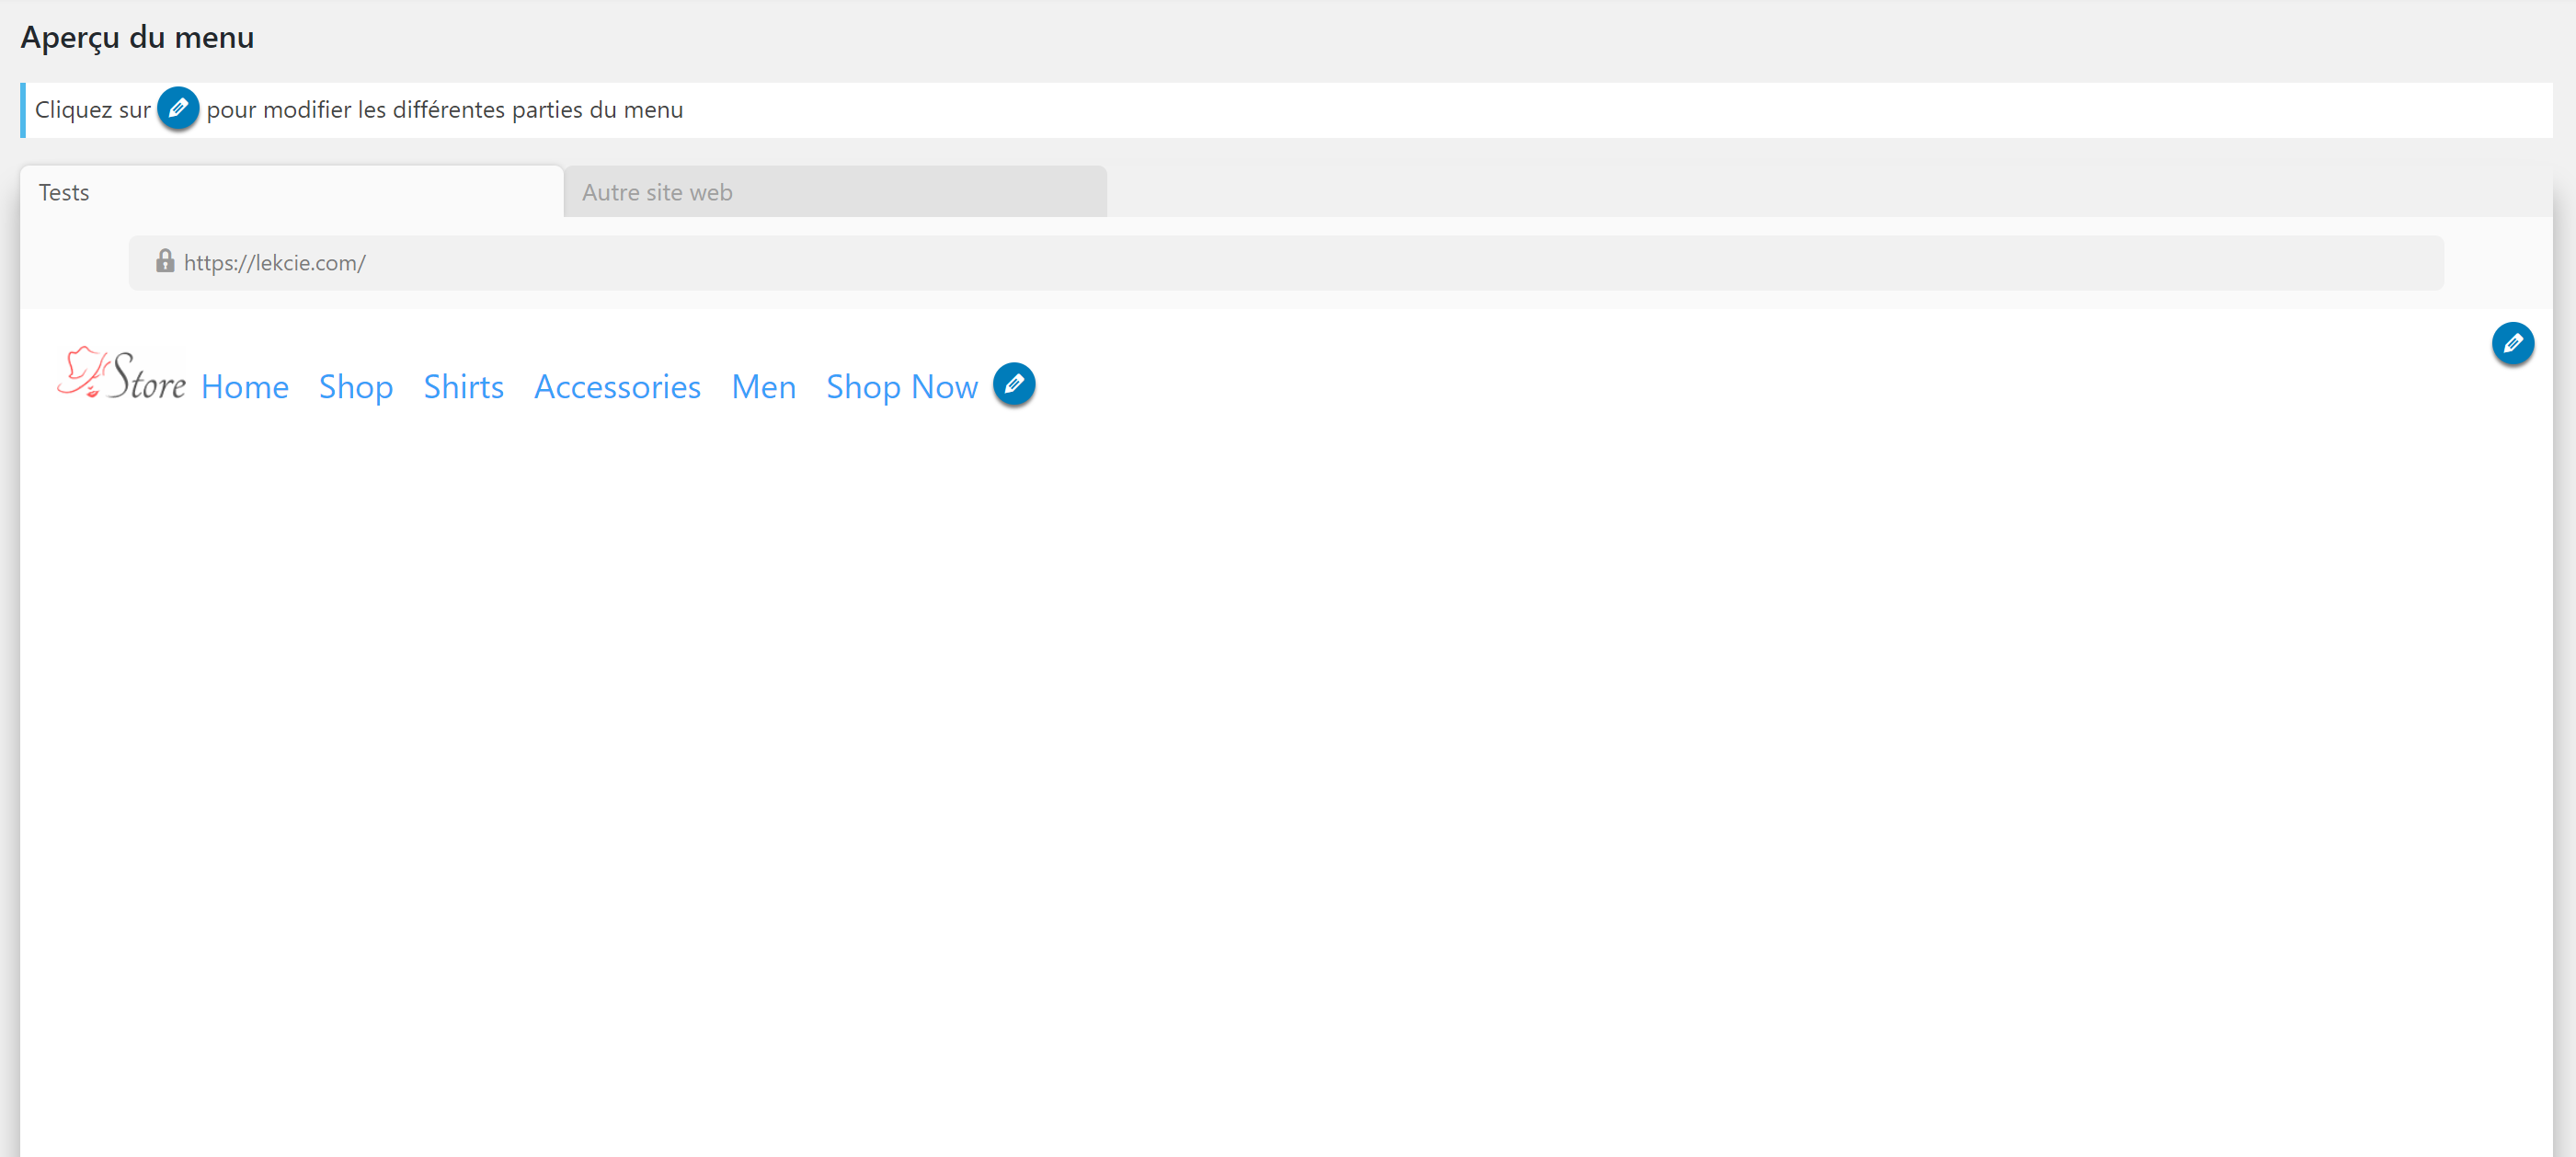 Aperçu du menu
Cliquez sur pour modifier les différentes parties du menu
Tests Autre site web
https://lekcie.com/
Store Home Shop Shirts Accessories Men Shop Now